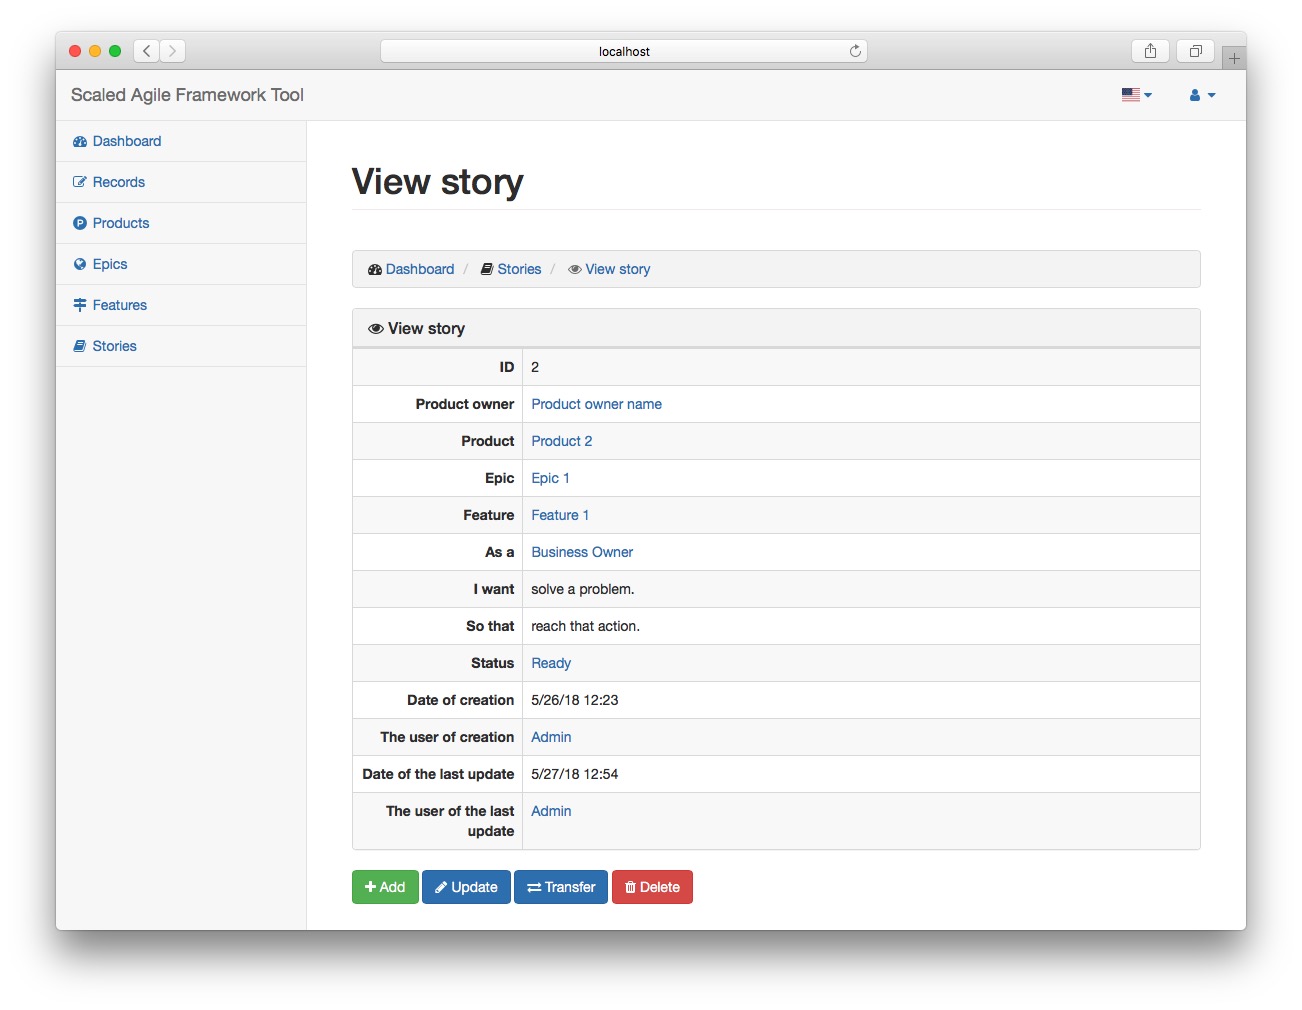 localhost
Scaled Agile Framework Tool
Dashboard
Records
Products
Epics
Features
Stories
View story
Dashboard / Stories / View story
View story
ID 2
Product owner Product owner name
Product Product 2
Epic Epic 1
Feature Feature 1
As a Business Owner
I want solve a problem.
So that reach that action.
Status Ready
Date of creation 5/26/18 12:23
The user of creation Admin
Date of the last update 5/27/18 12:54
The user of the last Admin
update
Add Update Transfer Delete